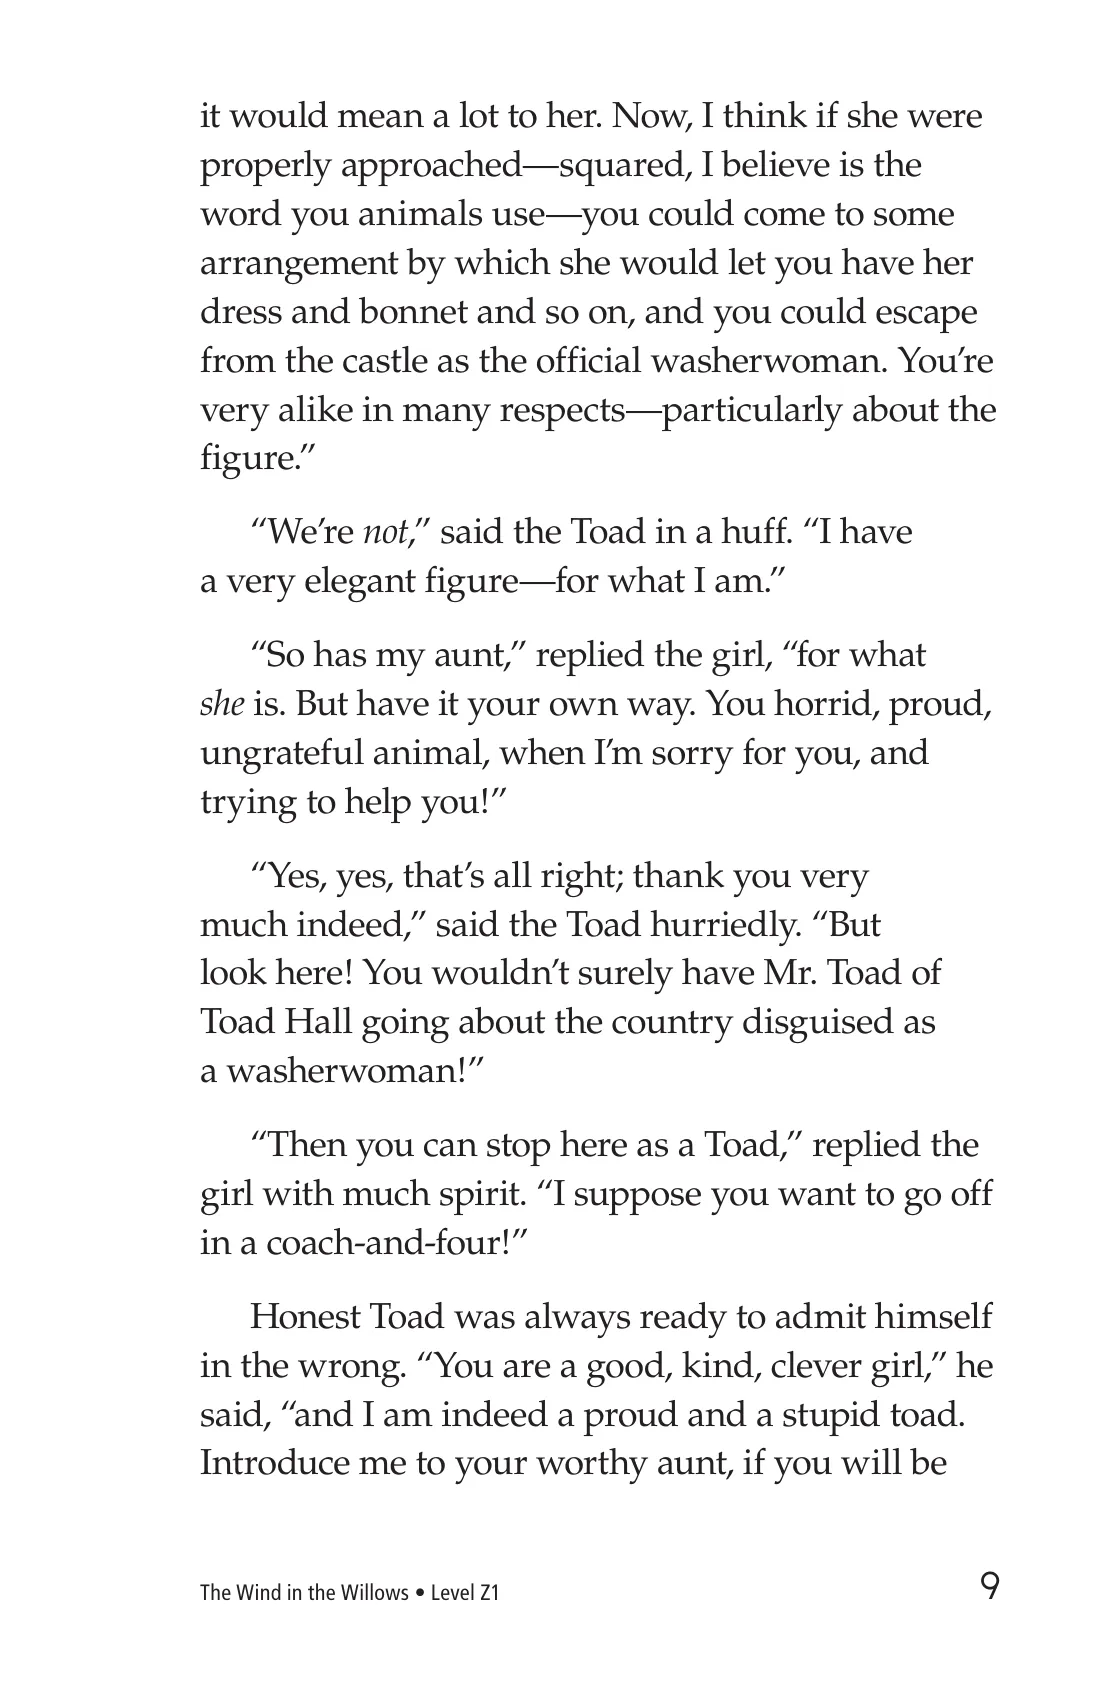 it would mean a lot to her. Now, I think if she were
properly approached—squared, I believe is the
word you animals use—you could come to some
arrangement by which she would let you have her
dress and bonnet and so on, and you could escape
from the castle as the official washerwoman. You’re
very alike in many respects—particularly about the
figure.”
“We’re not,” said the Toad in a huff. “I have
a very elegant figure—for what I am.”
“So has my aunt,” replied the girl, “for what
she is. But have it your own way. You horrid, proud,
ungrateful animal, when I’m sorry for you, and
trying to help you!”
“Yes, yes, that’s all right; thank you very
much indeed,” said the Toad hurriedly. “But
look here! You wouldn’t surely have Mr. Toad of
Toad Hall going about the country disguised as
a washerwoman!”
“Then you can stop here as a Toad,” replied the
girl with much spirit. “I suppose you want to go off
in a coach-and-four!”
Honest Toad was always ready to admit himself
in the wrong. “You are a good, kind, clever girl,” he
said, “and I am indeed a proud and a stupid toad.
Introduce me to your worthy aunt, if you will be
The Wind in the Willows • Level Z1
9